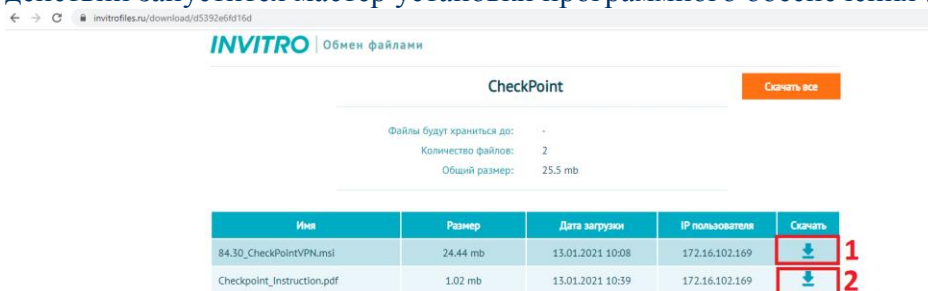 invitrofiles.ru/download/d5392e6fd16d
INVITRO | Обмен файлами
CheckPoint
Скачать все
Файлы будут храниться до: -
Количество файлов: 2
Общий размер: 25.5 mb
Имя Размер Дата загрузки IP пользователя Скачать
84.30_CheckPointVPN.msi 24.44 mb 13.01.2021 10:08 172.16.102.169 1
Checkpoint_Instruction.pdf 1.02 mb 13.01.2021 10:39 172.16.102.169 2